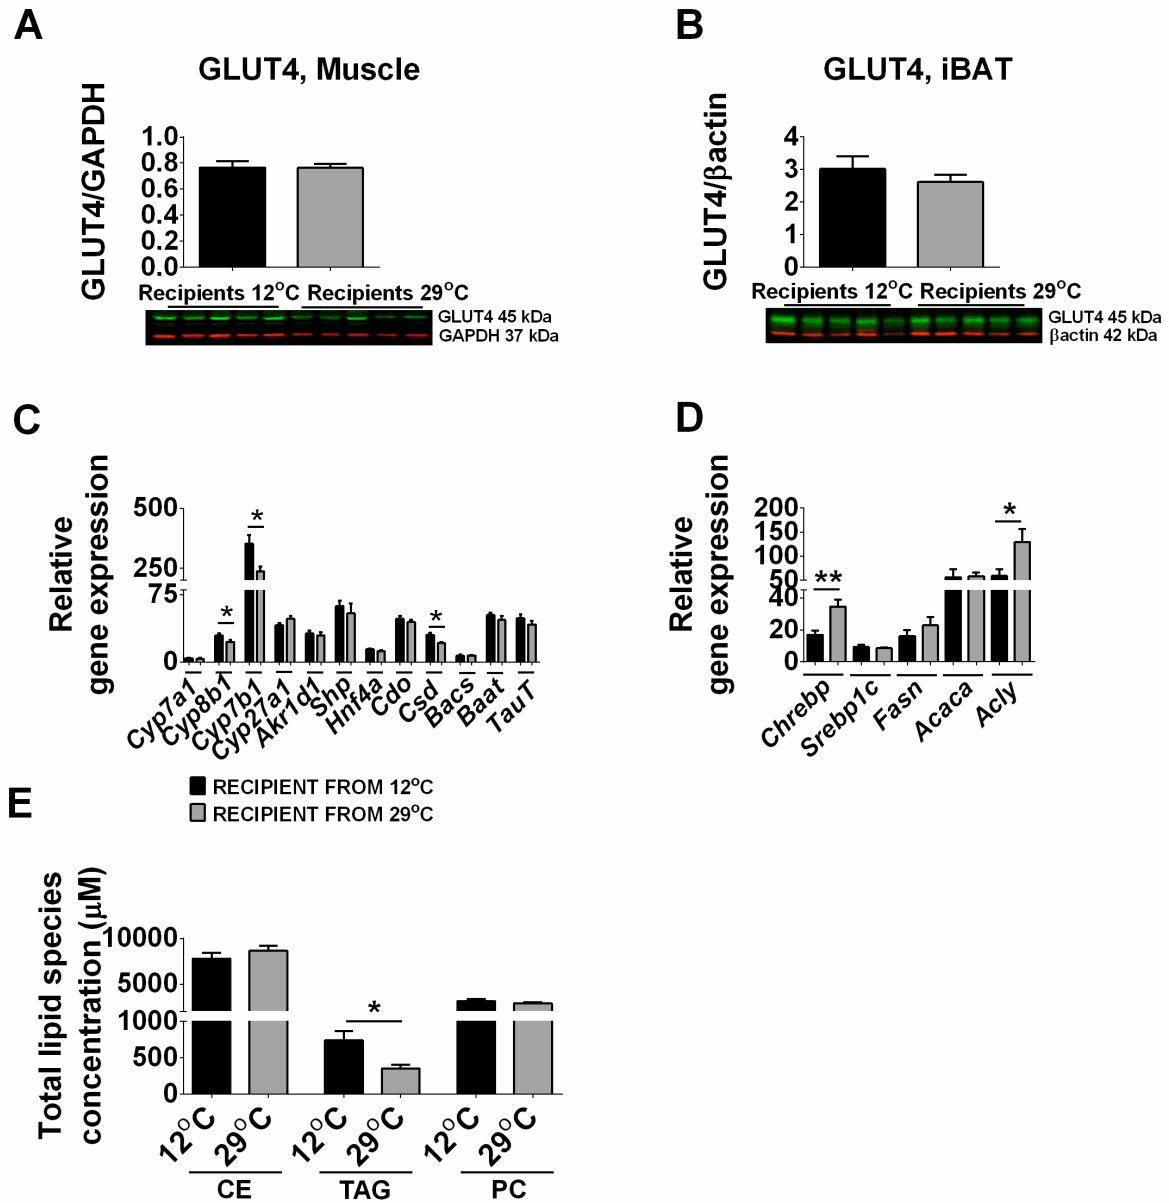 A
GLUT4, Muscle
GLUT4/GAPDH
1.0
0.8
0.6
0.4
0.2
0.0
Recipients 12°C Recipients 29°C
GLUT4 45 kDa
GAPDH 37 kDa
B
GLUT4, iBAT
GLUT4/βactin
4
3
2
1
0
Recipients 12°C Recipients 29°C
GLUT4 45 kDa
βactin 42 kDa
C
Relative
gene expression
500
250
75
0
*
*
*
Cyp7a1
Cyp8b1
Cyp7b1
Cyp27a1
Akr1d1
Shp
Hnf4a
Cdo
Csd
Bacs
Baat
TauT
RECIPIENT FROM 12°C
RECIPIENT FROM 29°C
D
Relative
gene expression
200
150
100
50
40
20
0
**
*
Chrebp
Srebp1c
Fasn
Acaca
Acly
E
Total lipid species
concentration (μM)
10000
5000
1000
500
0
*
12°C
29°C
12°C
29°C
12°C
29°C
CE
TAG
PC